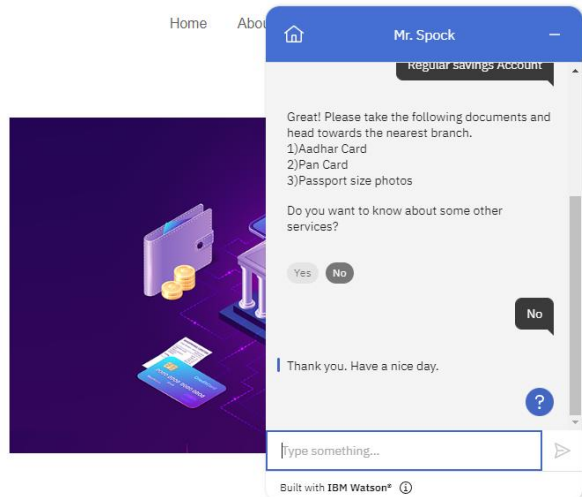 Home
Abou
Mr. Spock
Regular savings Account
Great! Please take the following documents and
head towards the nearest branch.
1)Aadhar Card
2)Pan Card
3)Passport size photos
Do you want to know about some other
services?
Yes No
No
Thank you. Have a nice day.
?
Type something...
Built with IBM Watson®